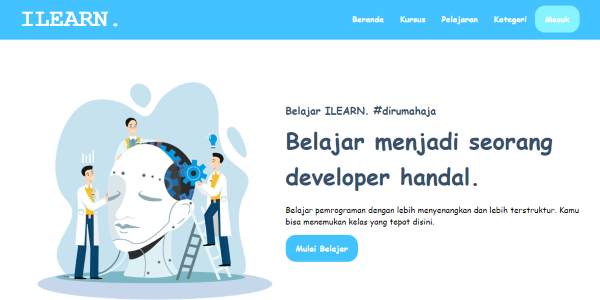 ILEARN.
Beranda Kursus Pelajaran Kategori Masuk
Belajar ILEARN. #dirumahaja
Belajar menjadi seorang
developer handal.
Belajar pemrograman dengan lebih menyenangkan dan lebih terstruktur. Kamu
bisa menemukan kelas yang tepat disini.
Mulai Belajar